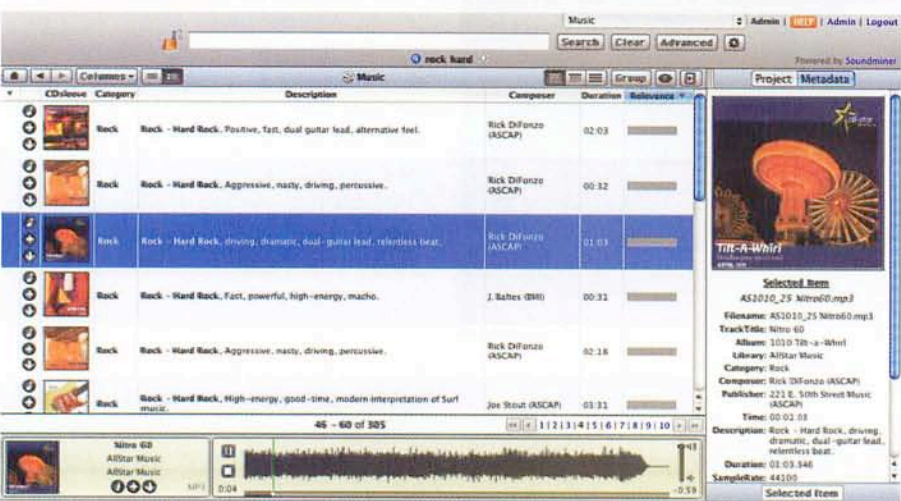 Music
Admin | HELP | Admin | Logout
Search Clear Advanced
rock hard
Powered by Soundminer
Columns Music Group Project Metadata
CDsleeve Category Description Composer Duration Relevance
Rock Rock - Hard Rock, Positive, fast, dual guitar lead, alternative feel. Rick DiFonzo (ASCAP) 02:03
Rock Rock - Hard Rock, Aggressive, nasty, driving, percussive. Rick DiFonzo (ASCAP) 00:32
Rock Rock - Hard Rock, driving, dramatic, dual-guitar lead, relentless beat. Rick DiFonzo (ASCAP) 01:03
Rock Rock - Hard Rock, Fast, powerful, high-energy, macho. J. Baltes (BMI) 00:31
Rock Rock - Hard Rock, Aggressive, nasty, driving, percussive. Rick DiFonzo (ASCAP) 02:18
Rock Rock - Hard Rock, High-energy, good-time, modern interpretation of Surf music. Joe Stout (ASCAP) 03:31
46 - 60 of 305
1|2|3|4|5|6|7|8|9|10
Tilt-A-Whirl
Selected Item
AS1010_25 Nitro60.mp3
Filename: AS1010_25 Nitro60.mp3
TrackTitle: Nitro 60
Album: 1010 Tilt-a-Whirl
Library: AllStar Music
Category: Rock
Composer: Rick DiFonzo (ASCAP)
Publisher: 221 E. 50th Street Music (ASCAP)
Time: 00:01:03
Description: Rock - Hard Rock, driving, dramatic, dual-guitar lead, relentless beat.
Duration: 01:03.346
SampleRate: 44100
Selected Item
Nitro 60
AllStar Music
AllStar Music
MP3
0:04
-0:59